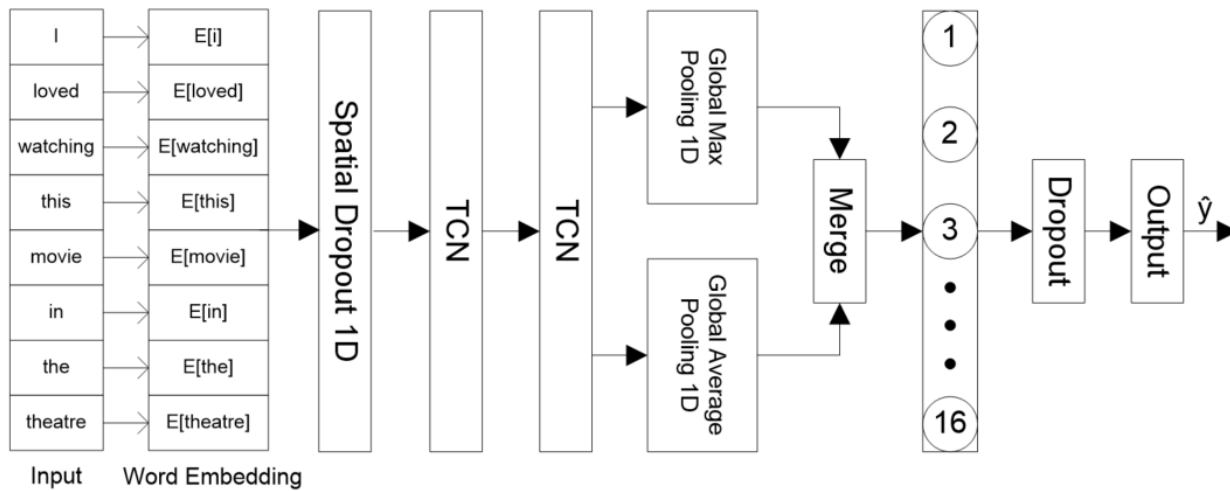 I
E[i]
loved
E[loved]
watching
E[watching]
this
E[this]
movie
E[movie]
in
E[in]
the
E[the]
theatre
E[theatre]
Input
Word Embedding
Spatial Dropout 1D
TCN
TCN
Global Max
Pooling 1D
Global Average
Pooling 1D
Merge
1
2
3
16
Dropout
Output
ŷ